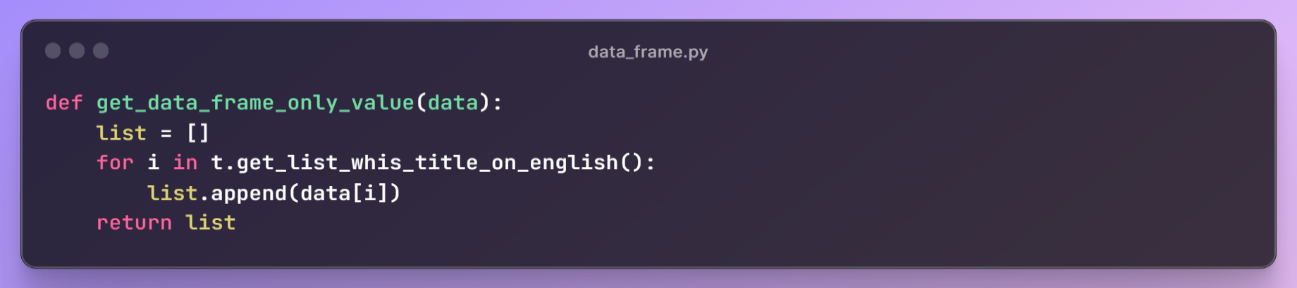 data_frame.py
def get_data_frame_only_value(data):
    list = []
    for i in t.get_list_whis_title_on_english():
        list.append(data[i])
    return list